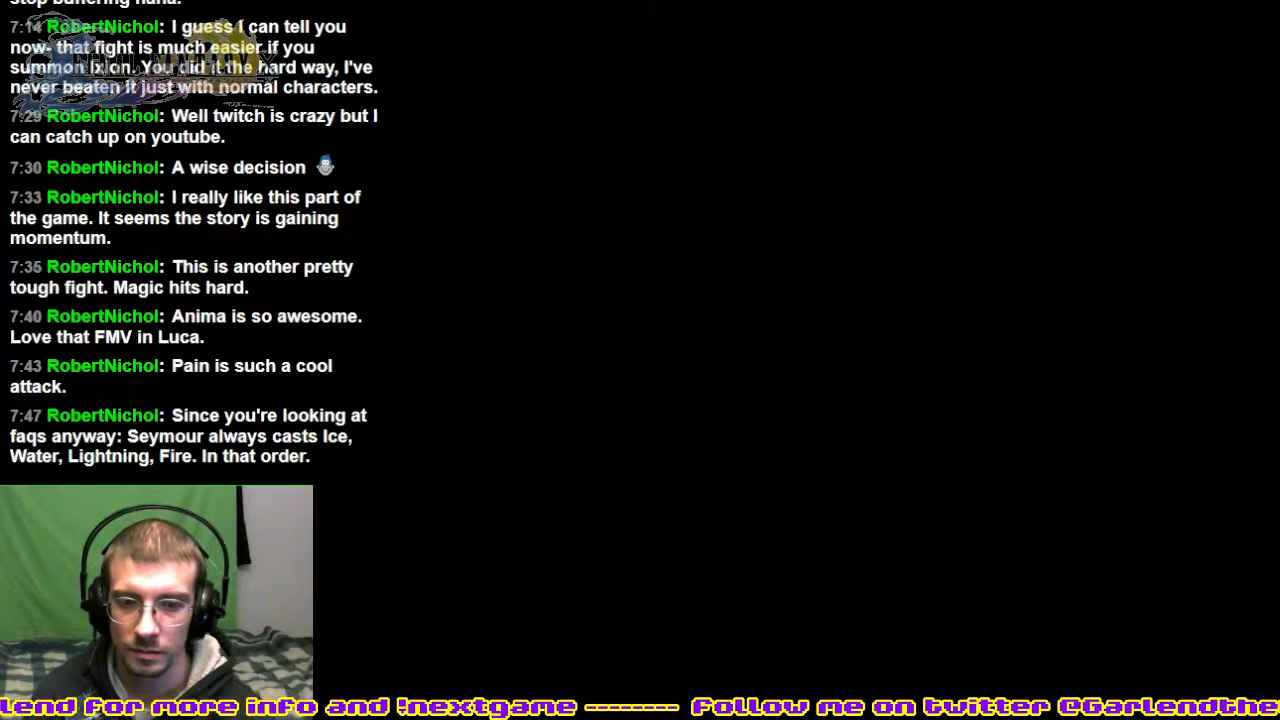 stop buffering haha.
7:14 RobertNichol: I guess I can tell you
now- that fight is much easier if you
summon Ixion. You did it the hard way, I've
never beaten it just with normal characters.
7:29 RobertNichol: Well twitch is crazy but I
can catch up on youtube.
7:30 RobertNichol: A wise decision
7:33 RobertNichol: I really like this part of
the game. It seems the story is gaining
momentum.
7:35 RobertNichol: This is another pretty
tough fight. Magic hits hard.
7:40 RobertNichol: Anima is so awesome.
Love that FMV in Luca.
7:43 RobertNichol: Pain is such a cool
attack.
7:47 RobertNichol: Since you're looking at
faqs anyway: Seymour always casts Ice,
Water, Lightning, Fire. In that order.
lend for more info and !nextgame -------- Follow me on twitter @Garlendthe